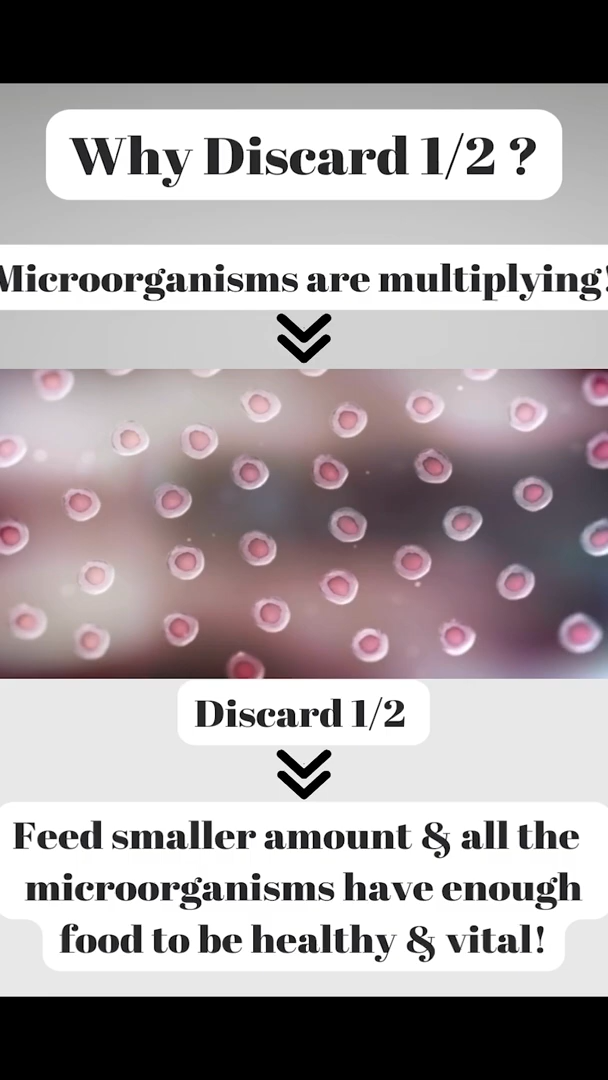 Why Discard 1/2 ?
Microorganisms are multiplying!
Discard 1/2
Feed smaller amount & all the
microorganisms have enough
food to be healthy & vital!